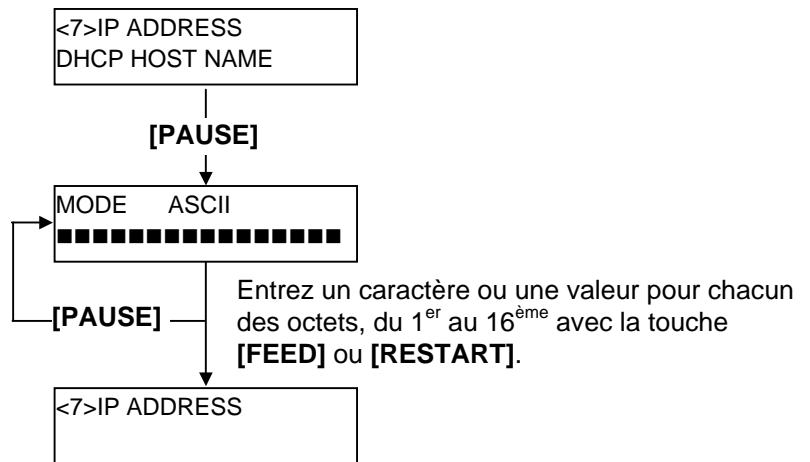 <7>IP ADDRESS
DHCP HOST NAME
[PAUSE]
MODE ASCII
■■■■■■■■■■■■■■■■
[PAUSE]
Entrez un caractère ou une valeur pour chacun
des octets, du 1er au 16ème avec la touche
[FEED] ou [RESTART].
<7>IP ADDRESS